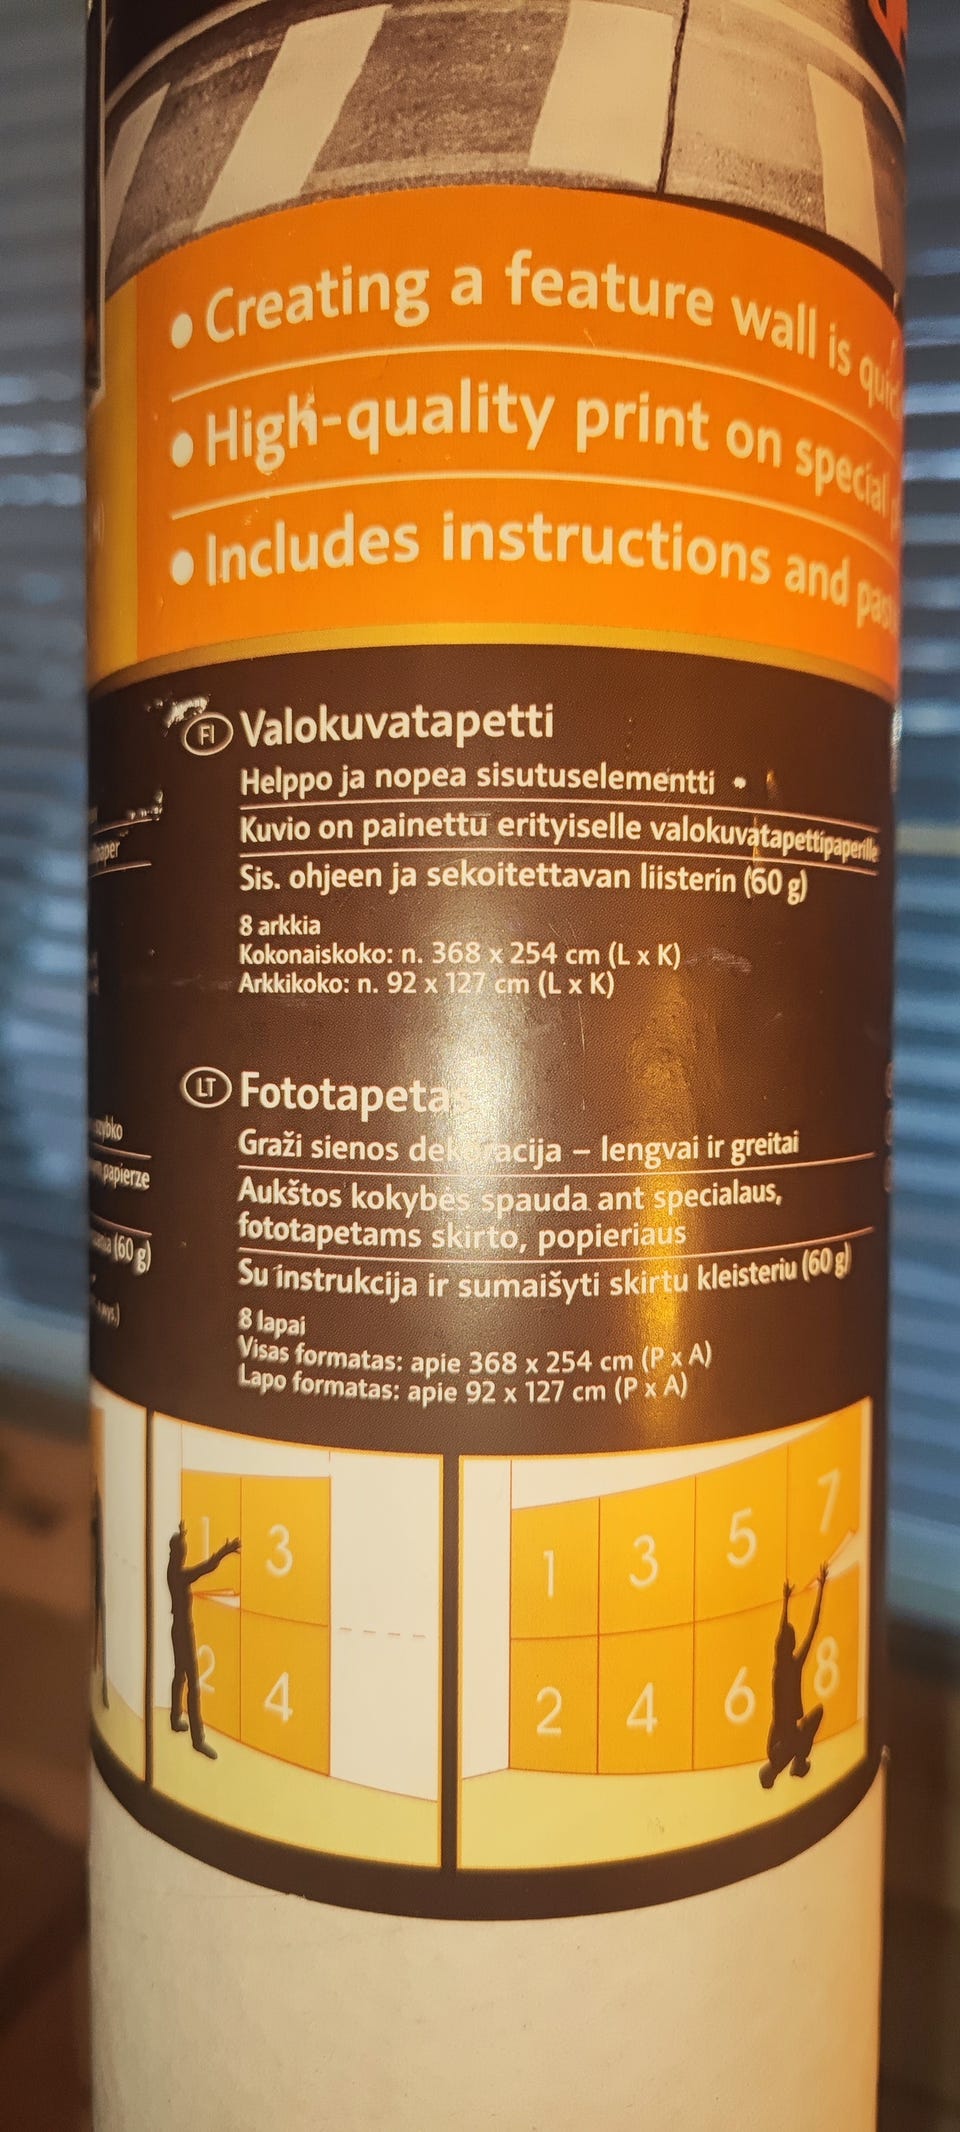 • Creating a feature wall is
• High-quality print on special
• Includes instructions and
FI Valokuvatapetti
Helppo ja nopea sisutuselementti
Kuvio on painettu erityiselle valokuvatapettipaperille
Sis. ohjeen ja sekoitettavan liisterin (60 g)
8 arkkia
Kokonaiskoko: n. 368 x 254 cm (L x K)
Arkkikoko: n. 92 x 127 cm (L x K)
LT Fototapetas
Graži sienos dekoracija – lengvai ir greitai
Aukštos kokybės spauda ant specialaus,
fototapetams skirto, popieriaus
Su instrukcija ir sumaišyti skirtu kleisteriu (60 g)
8 lapai
Visas formatas: apie 368 x 254 cm (P x A)
Lapo formatas: apie 92 x 127 cm (P x A)
szybko
papierze
(60 g)
1 3
2 4
1 3 5 7
2 4 6 8